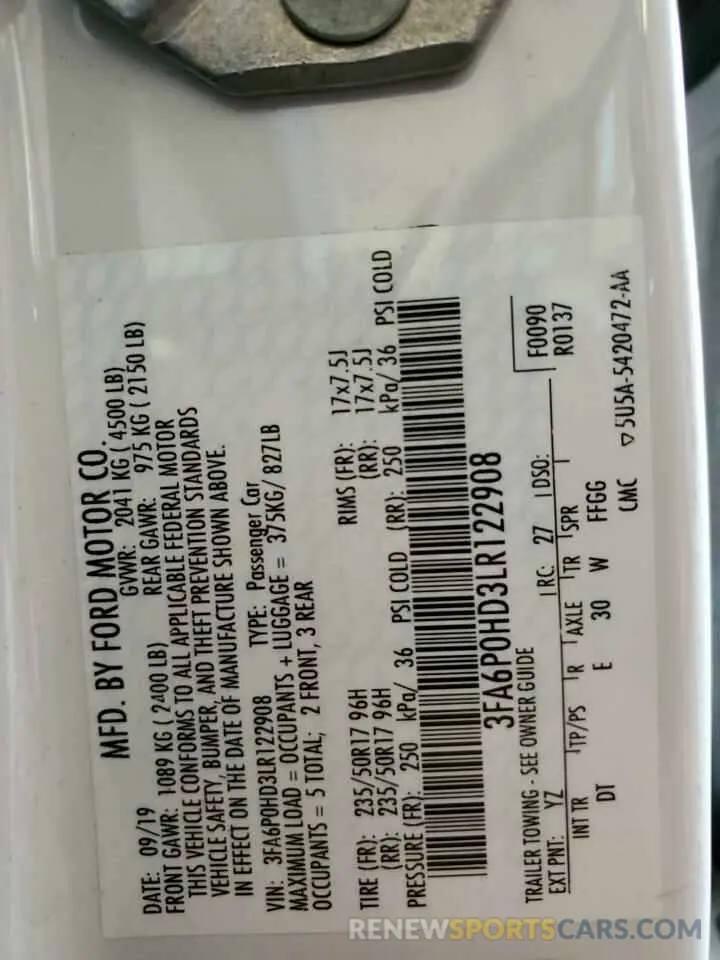 MFD. BY FORD MOTOR CO.
DATE: 09/19 GVWR: 2041 KG ( 4500 LB)
FRONT GAWR: 1089 KG ( 2400 LB) REAR GAWR: 975 KG ( 2150 LB)
THIS VEHICLE CONFORMS TO ALL APPLICABLE FEDERAL MOTOR
VEHICLE SAFETY, BUMPER, AND THEFT PREVENTION STANDARDS
IN EFFECT ON THE DATE OF MANUFACTURE SHOWN ABOVE.
VIN: 3FA6P0HD3LR122908 TYPE: Passenger Car
MAXIMUM LOAD = OCCUPANTS + LUGGAGE = 375KG/ 827LB
OCCUPANTS = 5 TOTAL; 2 FRONT, 3 REAR
TIRE (FR): 235/50R17 96H RIMS (FR): 17x7.5J
(RR): 235/50R17 96H (RR): 17x7.5J
PRESSURE (FR): 250 kPa/ 36 PSI COLD (RR): 250 kPa/ 36 PSI COLD
3FA6P0HD3LR122908
TRAILER TOWING - SEE OWNER GUIDE F0090
EXT PNT: YZ RC: 27 DSO: R0137
INT TR TP/PS R AXLE TR SPR
DT E 30 W FFGG
CMC ▽5U5A-5420472-AA
RENEWSPORTSCARS.COM